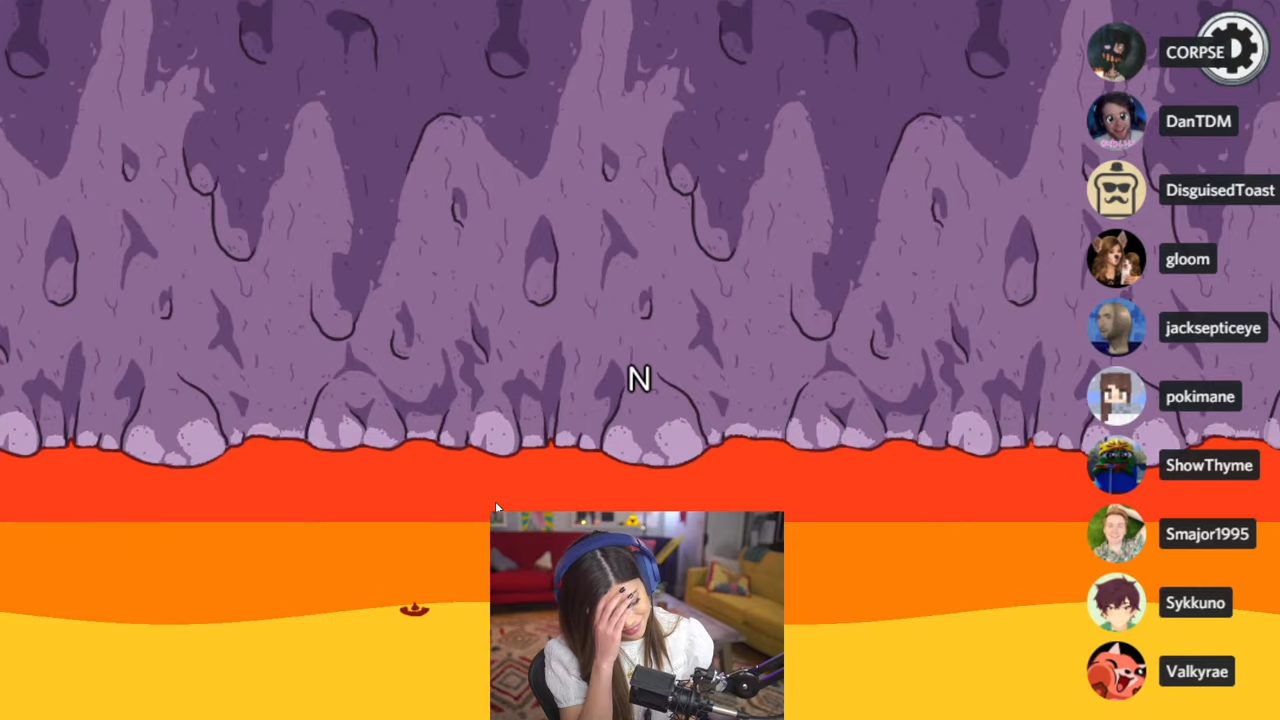 CORPSE
DanTDM
DisguisedToast
gloom
jacksepticeye
N
pokimane
ShowThyme
Smajor1995
Sykkuno
Valkyrae